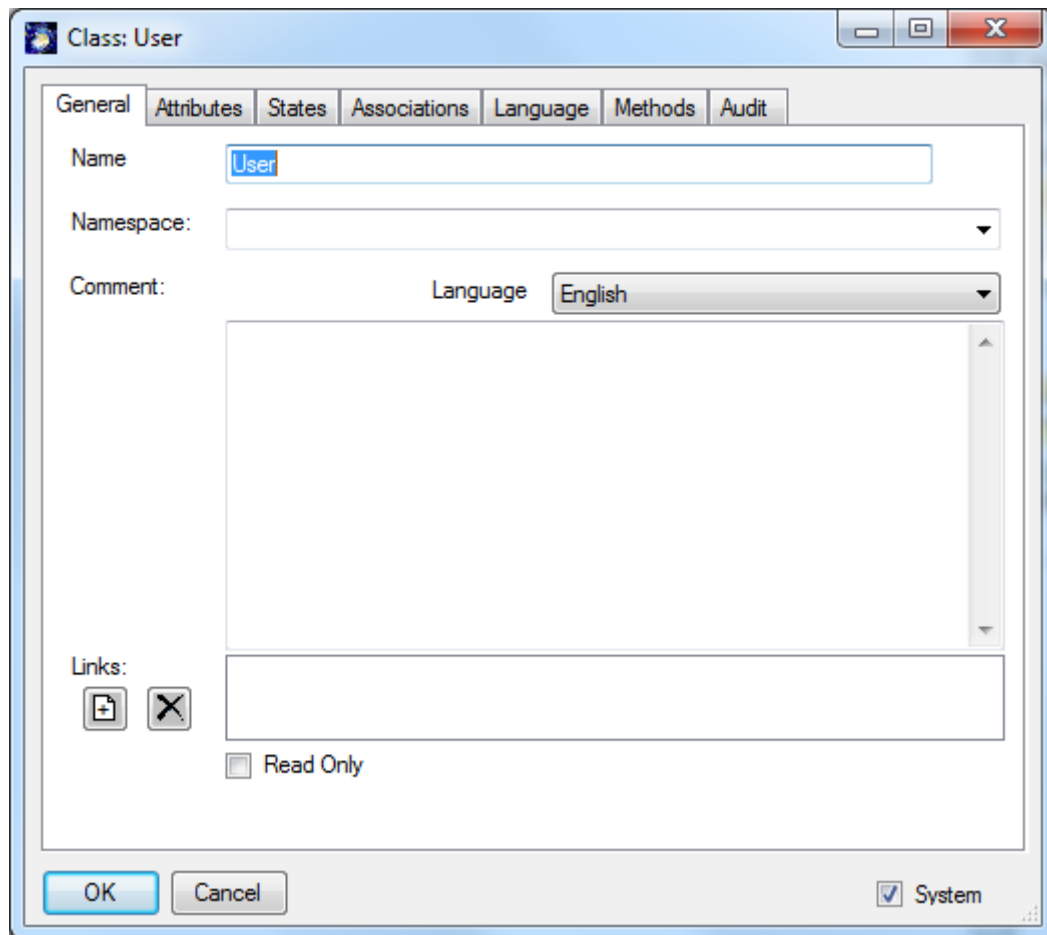 Class: User
General Attributes States Associations Language Methods Audit
Name User
Namespace:
Comment: Language English
Links:
Read Only
OK Cancel System